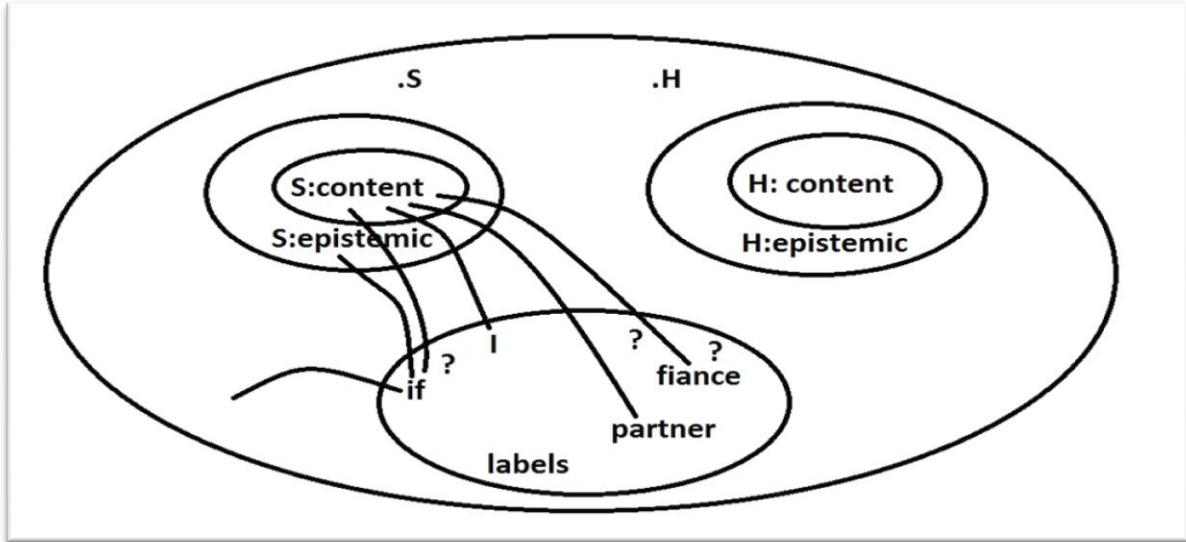 .S
.H
S:content
H: content
S:epistemic
H:epistemic
I
?
?
?
fiance
if
partner
labels